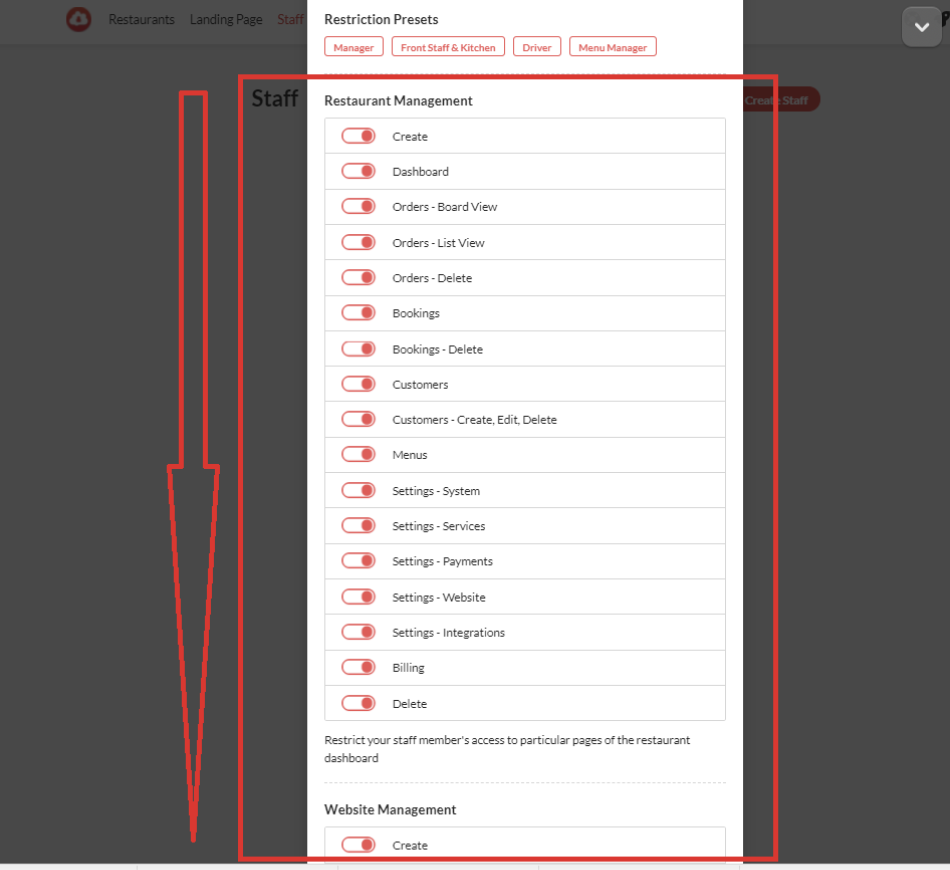 Restaurants Landing Page Staff
Restriction Presets
Manager Front Staff & Kitchen Driver Menu Manager
Staff
Create Staff
Restaurant Management
Create
Dashboard
Orders - Board View
Orders - List View
Orders - Delete
Bookings
Bookings - Delete
Customers
Customers - Create, Edit, Delete
Menus
Settings - System
Settings - Services
Settings - Payments
Settings - Website
Settings - Integrations
Billing
Delete
Restrict your staff member's access to particular pages of the restaurant
dashboard
Website Management
Create